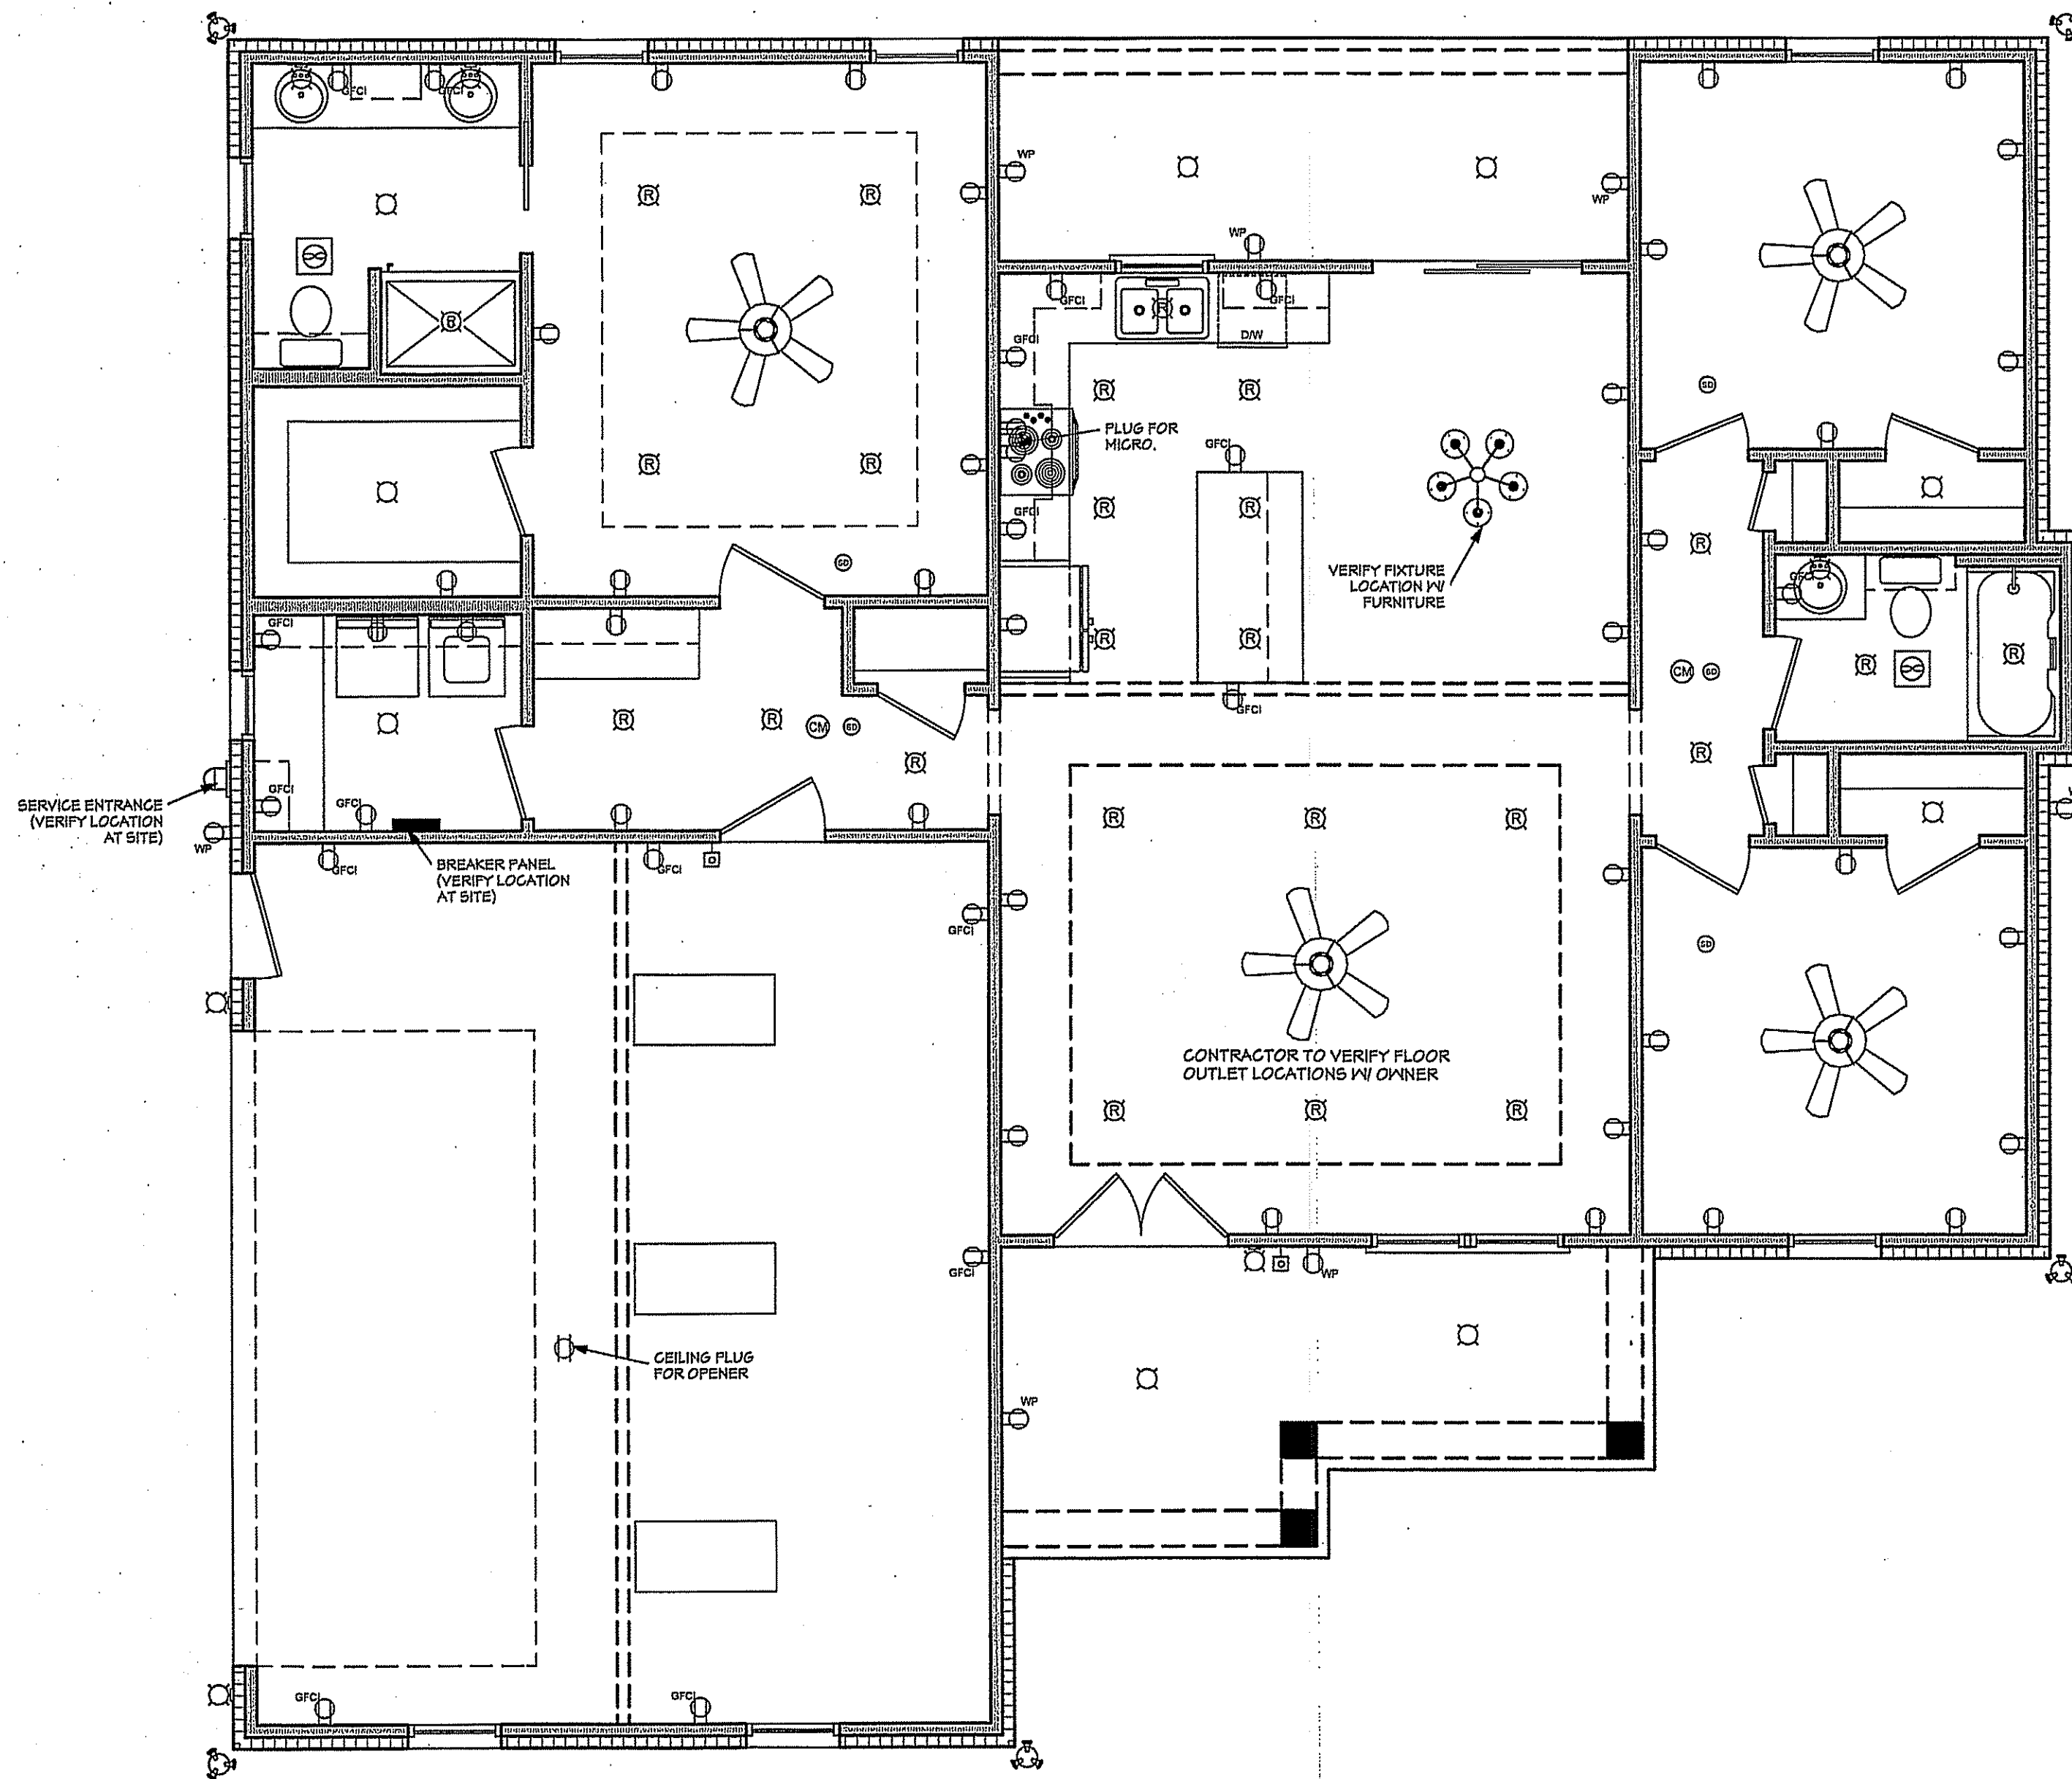 GFCI
GFCI
WP
WP
WP
R
R
R
GFCI
R
GFCI
D/W
GFCI
R
R
SD
PLUG FOR
MICRO.
GFCI
R
R
GFCI
R
R
R
SD
VERIFY FIXTURE
LOCATION W/
FURNITURE
GFCI
GFCI
R
R
R
R
CM
SD
GFCI
R
R
CM
SD
R
R
SERVICE ENTRANCE
(VERIFY LOCATION
AT SITE)
GFCI
GFCI
WP
R
R
R
GFCI
BREAKER PANEL
(VERIFY LOCATION
AT SITE)
GFCI
GFCI
SD
CONTRACTOR TO VERIFY FLOOR
OUTLET LOCATIONS W/ OWNER
R
R
R
GFCI
WP
CEILING PLUG
FOR OPENER
WP
GFCI
GFCI